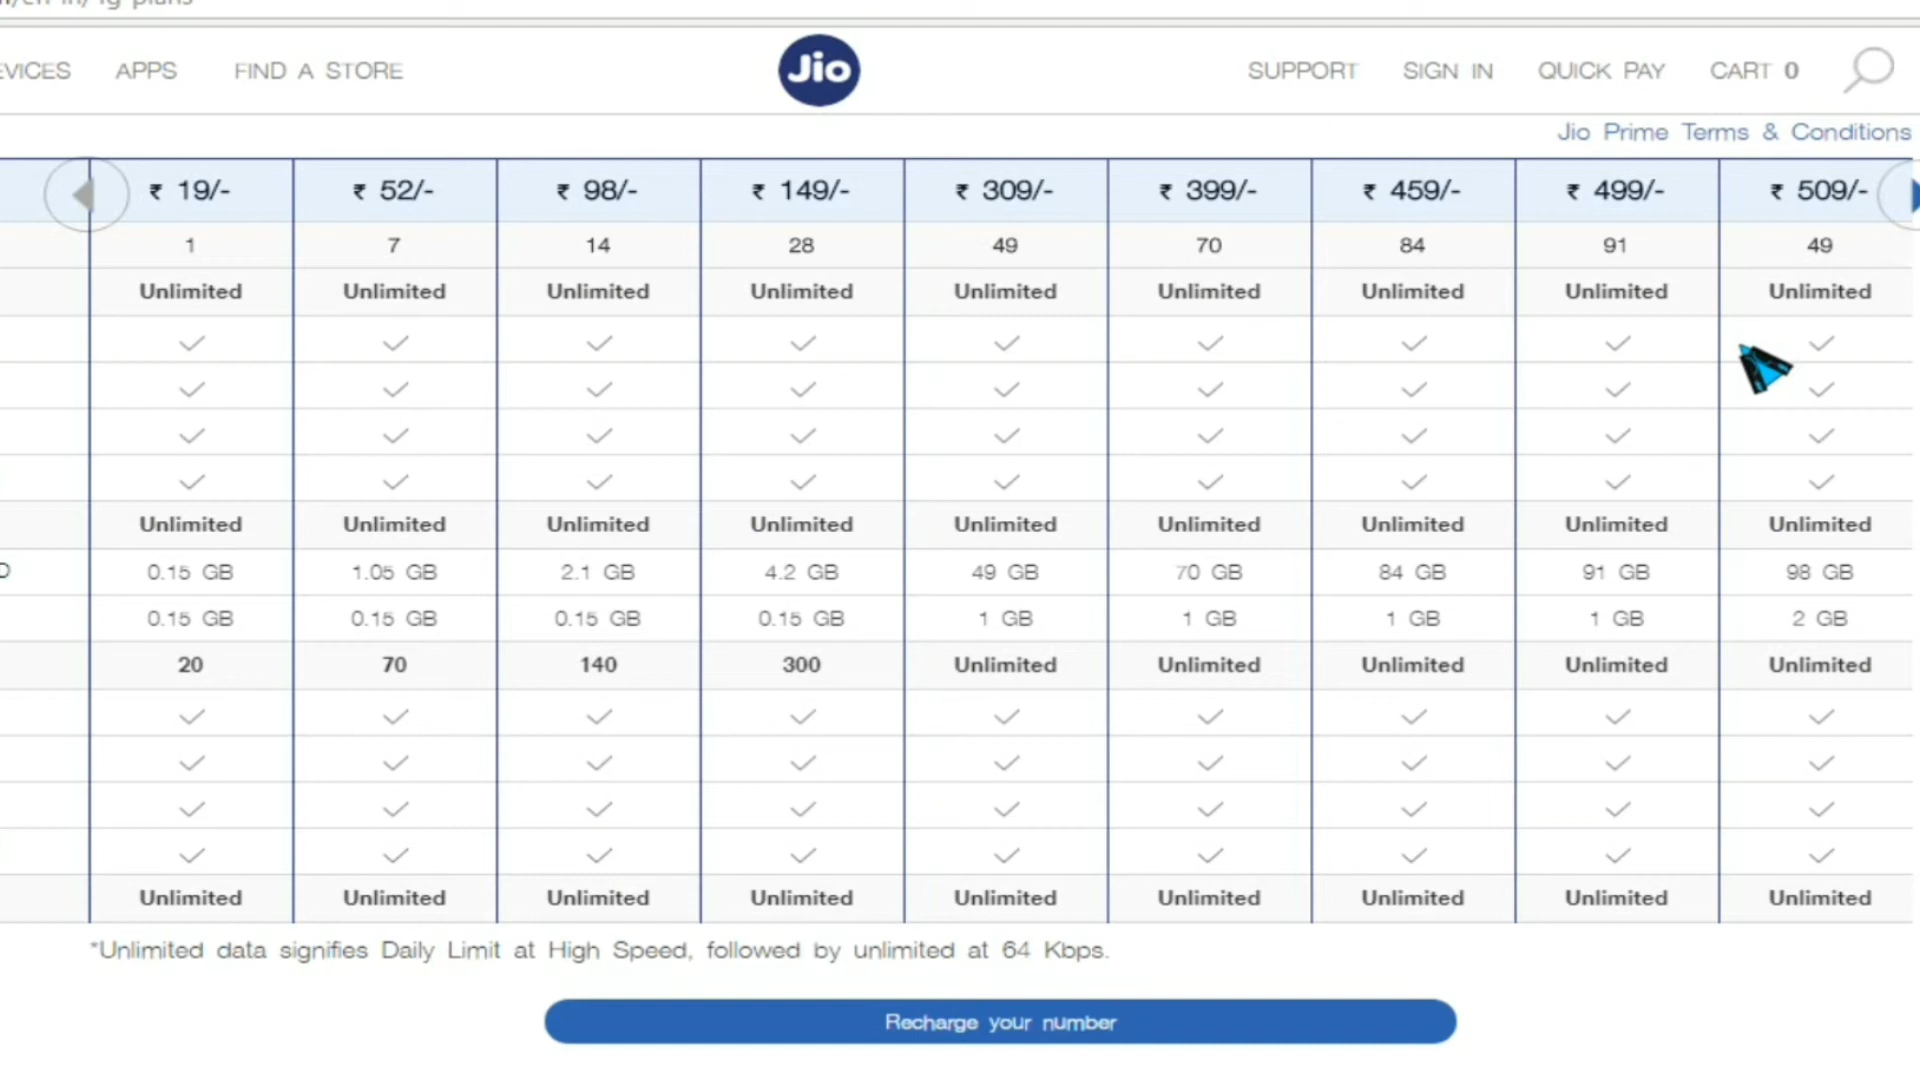 EVICES APPS FIND A STORE Jio SUPPORT SIGN IN QUICK PAY CART 0
Jio Prime Terms & Conditions
₹ 19/- ₹ 52/- ₹ 98/- ₹ 149/- ₹ 309/- ₹ 399/- ₹ 459/- ₹ 499/- ₹ 509/-
1 7 14 28 49 70 84 91 49
Unlimited Unlimited Unlimited Unlimited Unlimited Unlimited Unlimited Unlimited Unlimited
Unlimited Unlimited Unlimited Unlimited Unlimited Unlimited Unlimited Unlimited Unlimited
0.15 GB 1.05 GB 2.1 GB 4.2 GB 49 GB 70 GB 84 GB 91 GB 98 GB
0.15 GB 0.15 GB 0.15 GB 0.15 GB 1 GB 1 GB 1 GB 1 GB 2 GB
20 70 140 300 Unlimited Unlimited Unlimited Unlimited Unlimited
Unlimited Unlimited Unlimited Unlimited Unlimited Unlimited Unlimited Unlimited Unlimited
*Unlimited data signifies Daily Limit at High Speed, followed by unlimited at 64 Kbps.
Recharge your number